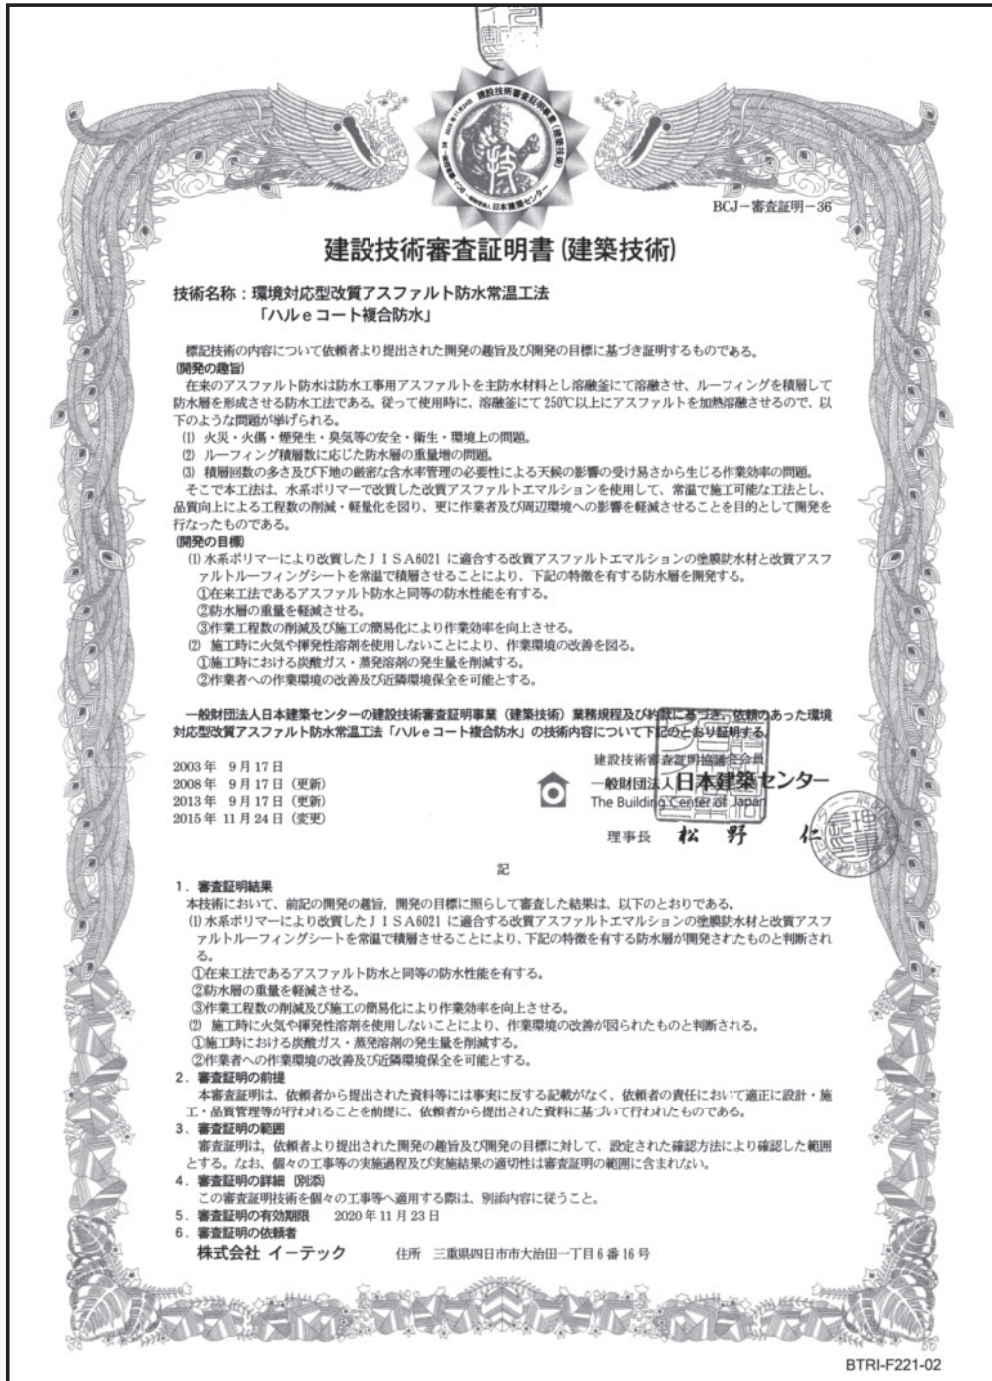 建設技術審査証明事業(建築技術)
一般財団法人 日本建築センター
BCJ-審査証明-36
建設技術審査証明書(建築技術)
技術名称:環境対応型改質アスファルト防水常温工法
「ハルeコート複合防水」
標記技術の内容について依頼者より提出された開発の趣旨及び開発の目標に基づき証明するものである。
(開発の趣旨)
在来のアスファルト防水は防水工事用アスファルトを主防水材料とし溶融釜にて溶融させ、ルーフィングを積層して
防水層を形成させる防水工法である。従って使用時に、溶融釜にて250℃以上にアスファルトを加熱溶融させるので、以
下のような問題が挙げられる。
(1) 火災・火傷・煙発生・臭気等の安全・衛生・環境上の問題。
(2) ルーフィング積層数に応じた防水層の重量増の問題。
(3) 積層回数の多さ及び下地の厳密な含水率管理の必要性による天候の影響の受け易さから生じる作業効率の問題。
そこで本工法は、水系ポリマーで改質した改質アスファルトエマルションを使用して、常温で施工可能な工法とし、
品質向上による工程数の削減・軽量化を図り、更に作業者及び周辺環境への影響を軽減させることを目的として開発を
行なったものである。
(開発の目標)
(1) 水系ポリマーにより改質したJIS A6021 に適合する改質アスファルトエマルションの塗膜防水材と改質アスフ
ァルトルーフィングシートを常温で積層させることにより、下記の特徴を有する防水層を開発する。
①在来工法であるアスファルト防水と同等の防水性能を有する。
②防水層の重量を軽減させる。
③作業工程数の削減及び施工の簡易化により作業効率を向上させる。
(2) 施工時に火気や揮発性溶剤を使用しないことにより、作業環境の改善を図る。
①施工時における炭酸ガス・蒸発溶剤の発生量を削減する。
②作業者への作業環境の改善及び近隣環境保全を可能とする。
一般財団法人日本建築センターの建設技術審査証明事業(建築技術)業務規程及び約款に基づき、依頼のあった環境
対応型改質アスファルト防水常温工法「ハルeコート複合防水」の技術内容について下記のとおり証明する。
2003年 9月17日
2008年 9月17日(更新)
2013年 9月17日(更新)
2015年 11月24日(変更)
建設技術審査証明協議会会員
一般財団法人 日本建築センター
The Building Center of Japan
理事長 松野 仁
記
1. 審査証明結果
本技術において、前記の開発の趣旨、開発の目標に照らして審査した結果は、以下のとおりである。
(1) 水系ポリマーにより改質したJIS A6021 に適合する改質アスファルトエマルションの塗膜防水材と改質アスフ
ァルトルーフィングシートを常温で積層させることにより、下記の特徴を有する防水層が開発されたものと判断され
る。
①在来工法であるアスファルト防水と同等の防水性能を有する。
②防水層の重量を軽減させる。
③作業工程数の削減及び施工の簡易化により作業効率を向上させる。
(2) 施工時に火気や揮発性溶剤を使用しないことにより、作業環境の改善が図られたものと判断される。
①施工時における炭酸ガス・蒸発溶剤の発生量を削減する。
②作業者への作業環境の改善及び近隣環境保全を可能とする。
2. 審査証明の前提
本審査証明は、依頼者から提出された資料等には事実に反する記載がなく、依頼者の責任において適正に設計・施
工・品質管理等が行われることを前提に、依頼者から提出された資料に基づいて行われたものである。
3. 審査証明の範囲
審査証明は、依頼者より提出された開発の趣旨及び開発の目標に対して、設定された確認方法により確認した範囲
とする。なお、個々の工事等の実施過程及び実施結果の適切性は審査証明の範囲に含まれない。
4. 審査証明の詳細(別添)
この審査証明技術を個々の工事等へ適用する際は、別添内容に従うこと。
5. 審査証明の有効期限 2020年11月23日
6. 審査証明の依頼者
株式会社 イーテック 住所 三重県四日市市大治田一丁目6番16号
BTRI-F221-02